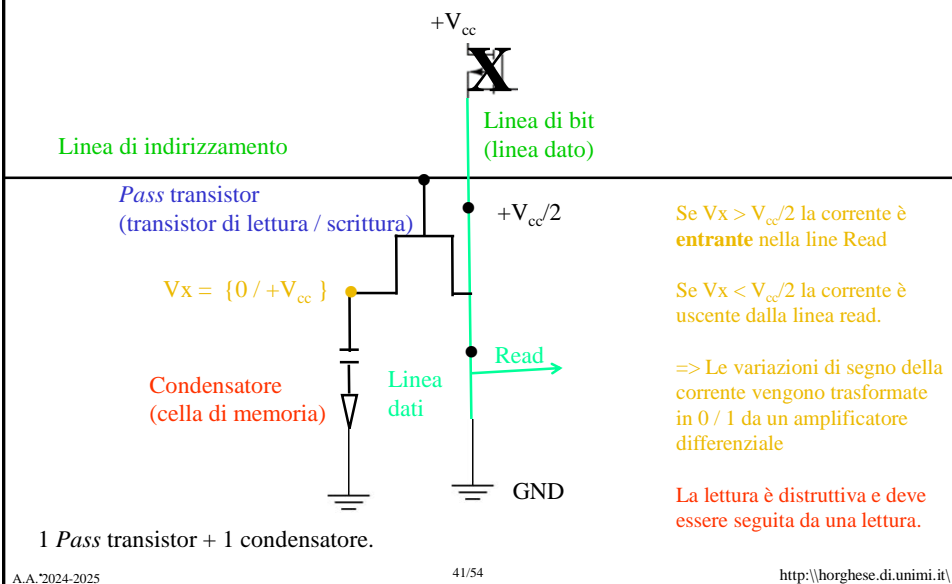 +Vcc
X
Linea di bit
(linea dato)
Linea di indirizzamento
Pass transistor
(transistor di lettura / scrittura)
+Vcc/2
Vx = {0 / +Vcc }
Read
Linea
dati
Condensatore
(cella di memoria)
GND
1 Pass transistor + 1 condensatore.
Se Vx > Vcc/2 la corrente è
entrante nella line Read
Se Vx < Vcc/2 la corrente è
uscente dalla linea read.
=> Le variazioni di segno della
corrente vengono trasformate
in 0 / 1 da un amplificatore
differenziale
La lettura è distruttiva e deve
essere seguita da una lettura.
A.A. 2024-2025
41/54
http:\\horghese.di.unimi.it\